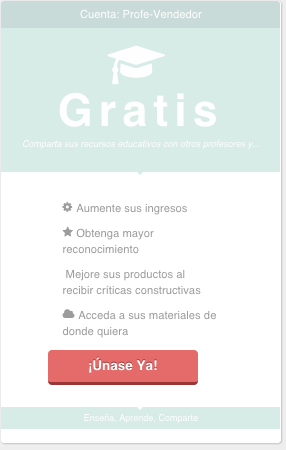 Cuenta: Profe-Vendedor
Gratis
Comparta sus recursos educativos con otros profesores y...
Aumente sus ingresos
Obtenga mayor
reconocimiento
Mejore sus productos al
recibir críticas constructivas
Acceda a sus materiales de
donde quiera
¡Únase Ya!
Enseñe, Aprende, Comparte